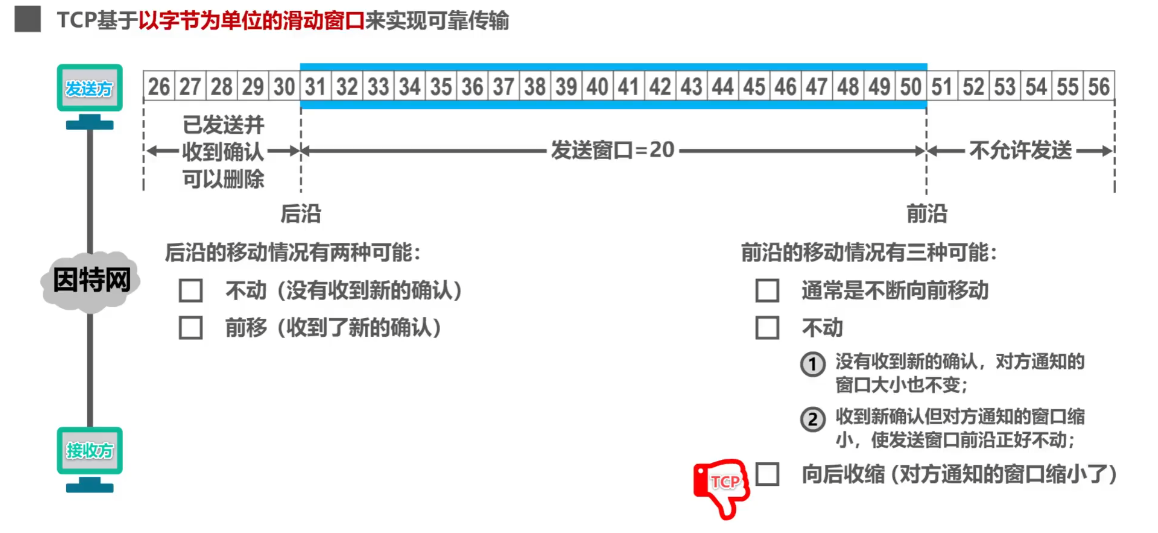 TCP基于以字节为单位的滑动窗口来实现可靠传输
发送方
26 27 28 29 30 31 32 33 34 35 36 37 38 39 40 41 42 43 44 45 46 47 48 49 50 51 52 53 54 55 56
已发送并
收到确认
可以删除
发送窗口=20
不允许发送
后沿
前沿
后沿的移动情况有两种可能：
不动（没有收到新的确认）
前移（收到了新的确认）
前沿的移动情况有三种可能：
通常是不断向前移动
不动
1 没有收到新的确认，对方通知的
窗口大小也不变；
2 收到新确认但对方通知的窗口缩
小，使发送窗口前沿正好不动；
TCP
向后收缩（对方通知的窗口缩小了）
因特网
接收方